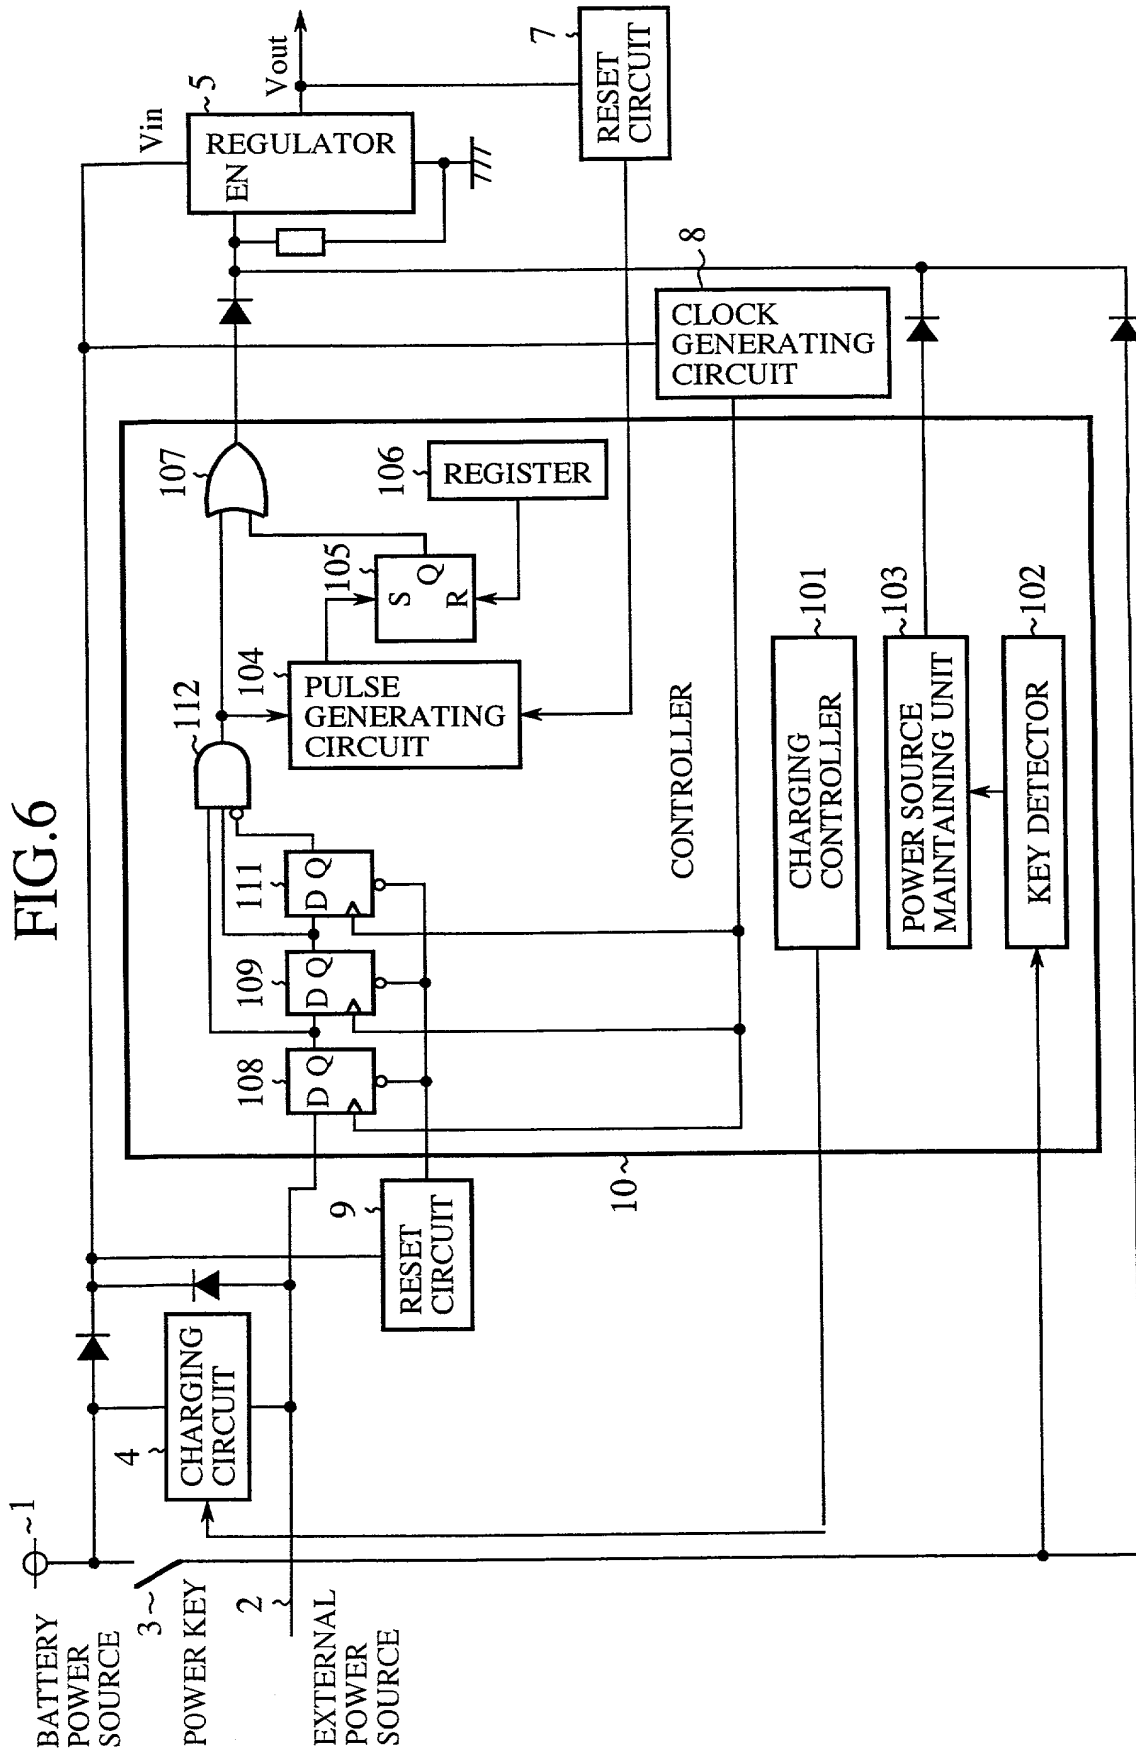 FIG.6
BATTERY
POWER
SOURCE
1
3
POWER KEY
2
EXTERNAL
POWER
SOURCE
4
CHARGING
CIRCUIT
9
RESET
CIRCUIT
10
108
D Q
109
D Q
111
D Q
112
104
PULSE
GENERATING
CIRCUIT
105
S
Q
R
106
REGISTER
107
CONTROLLER
101
CHARGING
CONTROLLER
103
POWER SOURCE
MAINTAINING UNIT
102
KEY DETECTOR
8
CLOCK
GENERATING
CIRCUIT
Vin
5
REGULATOR
EN
Vout
7
RESET
CIRCUIT